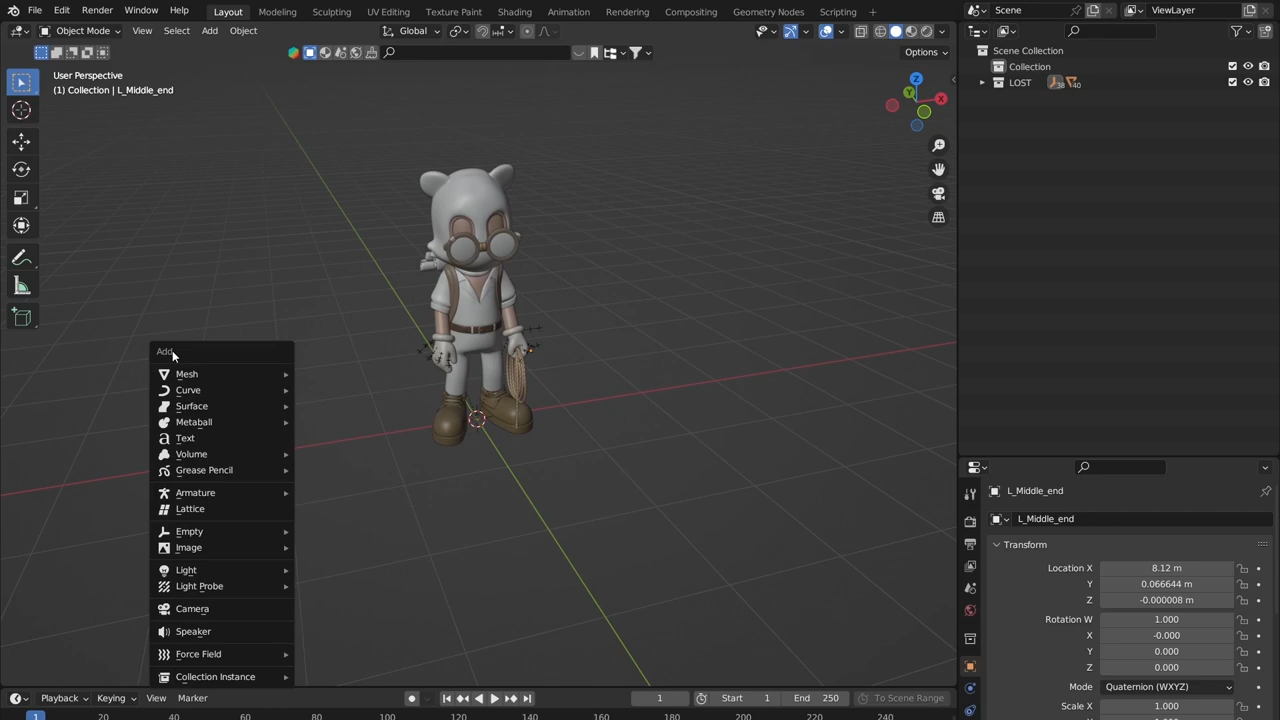 File Edit Render Window Help Layout Modeling Sculpting UV Editing Texture Paint Shading Animation Rendering Compositing Geometry Nodes Scripting + Scene ViewLayer
Object Mode View Select Add Object Global
Options
User Perspective
(1) Collection | L_Middle_end
Z
Y
X
Scene Collection
Collection
LOST 38 40
Add
Mesh
Curve
Surface
Metaball
Text
Volume
Grease Pencil
Armature
Lattice
Empty
Image
Light
Light Probe
Camera
Speaker
Force Field
Collection Instance
L_Middle_end
L_Middle_end
Transform
Location X 8.12 m
Y 0.066644 m
Z -0.000008 m
Rotation W 1.000
X -0.000
Y 0.000
Z 0.000
Mode Quaternion (WXYZ)
Scale X 1.000
Playback Keying View Marker 1 Start 1 End 250 To Scene Range
1 20 40 60 80 100 120 140 160 180 200 220 240